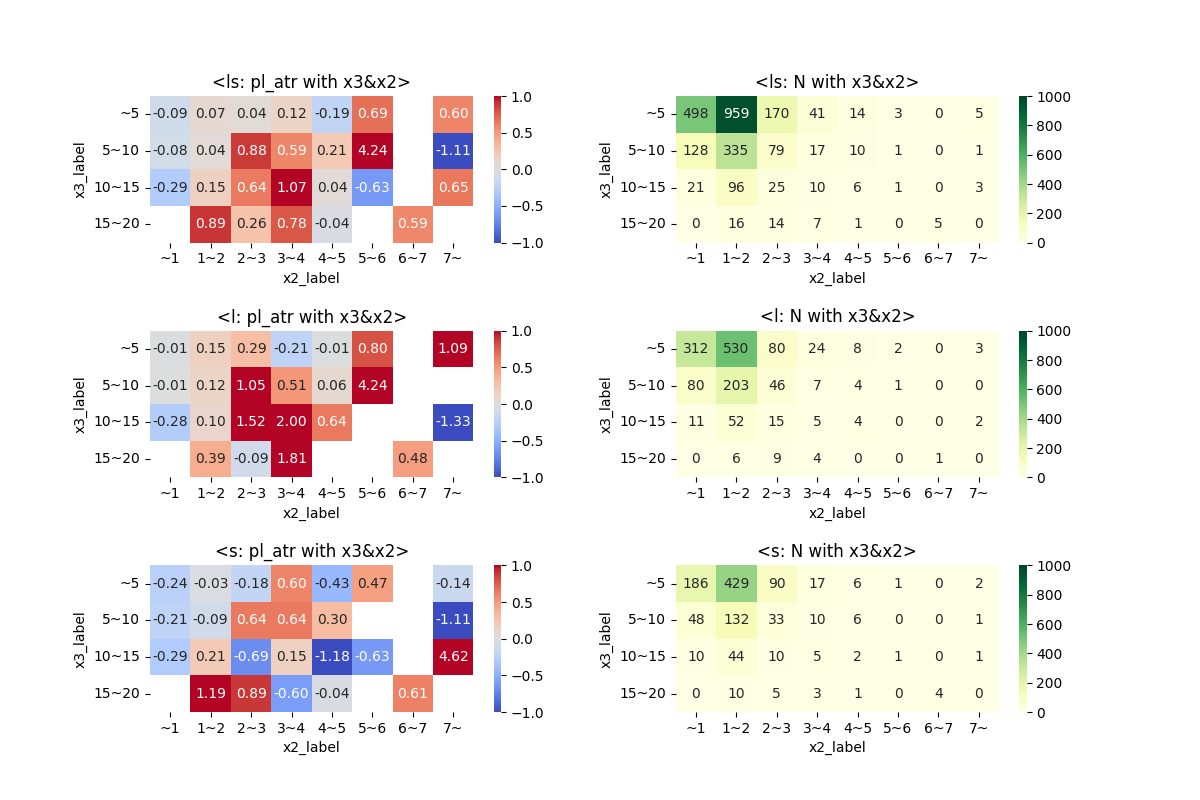 <ls: pl_atr with x3&x2>
x3_label
~5 -0.09 0.07 0.04 0.12 -0.19 0.69 0.60
5~10 -0.08 0.04 0.88 0.59 0.21 4.24 -1.11
10~15 -0.29 0.15 0.64 1.07 0.04 -0.63 0.65
15~20 0.89 0.26 0.78 -0.04 0.59
~1 1~2 2~3 3~4 4~5 5~6 6~7 7~
x2_label
1.0
0.5
0.0
−0.5
−1.0
<ls: N with x3&x2>
x3_label
~5 498 959 170 41 14 3 0 5
5~10 128 335 79 17 10 1 0 1
10~15 21 96 25 10 6 1 0 3
15~20 0 16 14 7 1 0 5 0
~1 1~2 2~3 3~4 4~5 5~6 6~7 7~
x2_label
1000
800
600
400
200
0
<l: pl_atr with x3&x2>
x3_label
~5 -0.01 0.15 0.29 -0.21 -0.01 0.80 1.09
5~10 -0.01 0.12 1.05 0.51 0.06 4.24
10~15 -0.28 0.10 1.52 2.00 0.64 -1.33
15~20 0.39 -0.09 1.81 0.48
~1 1~2 2~3 3~4 4~5 5~6 6~7 7~
x2_label
1.0
0.5
0.0
−0.5
−1.0
<l: N with x3&x2>
x3_label
~5 312 530 80 24 8 2 0 3
5~10 80 203 46 7 4 1 0 0
10~15 11 52 15 5 4 0 0 2
15~20 0 6 9 4 0 0 1 0
~1 1~2 2~3 3~4 4~5 5~6 6~7 7~
x2_label
1000
800
600
400
200
0
<s: pl_atr with x3&x2>
x3_label
~5 -0.24 -0.03 -0.18 0.60 -0.43 0.47 -0.14
5~10 -0.21 -0.09 0.64 0.64 0.30 -1.11
10~15 -0.29 0.21 -0.69 0.15 -1.18 -0.63 4.62
15~20 1.19 0.89 -0.60 -0.04 0.61
~1 1~2 2~3 3~4 4~5 5~6 6~7 7~
x2_label
1.0
0.5
0.0
−0.5
−1.0
<s: N with x3&x2>
x3_label
~5 186 429 90 17 6 1 0 2
5~10 48 132 33 10 6 0 0 1
10~15 10 44 10 5 2 1 0 1
15~20 0 10 5 3 1 0 4 0
~1 1~2 2~3 3~4 4~5 5~6 6~7 7~
x2_label
1000
800
600
400
200
0